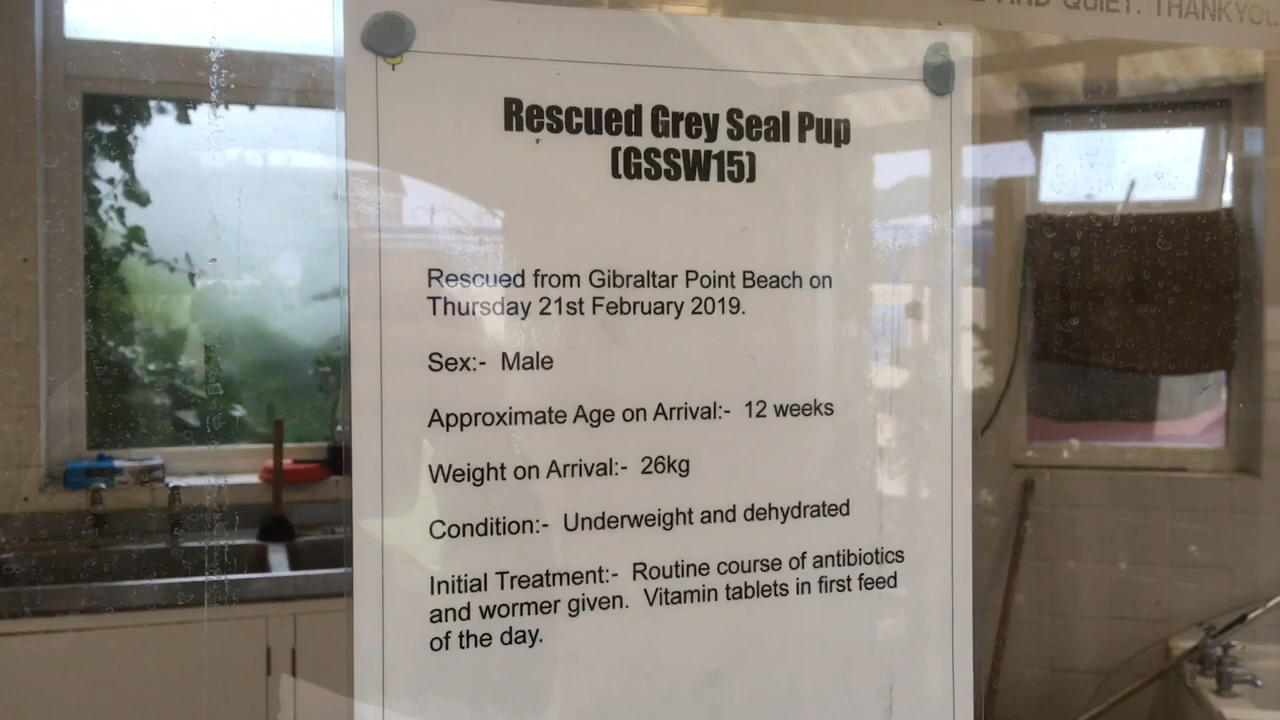 AND QUIET. THANKYOU
Rescued Grey Seal Pup
(GSSW15)
Rescued from Gibraltar Point Beach on
Thursday 21st February 2019.
Sex:- Male
Approximate Age on Arrival:- 12 weeks
Weight on Arrival:- 26kg
Condition:- Underweight and dehydrated
Initial Treatment:- Routine course of antibiotics
and wormer given. Vitamin tablets in first feed
of the day.